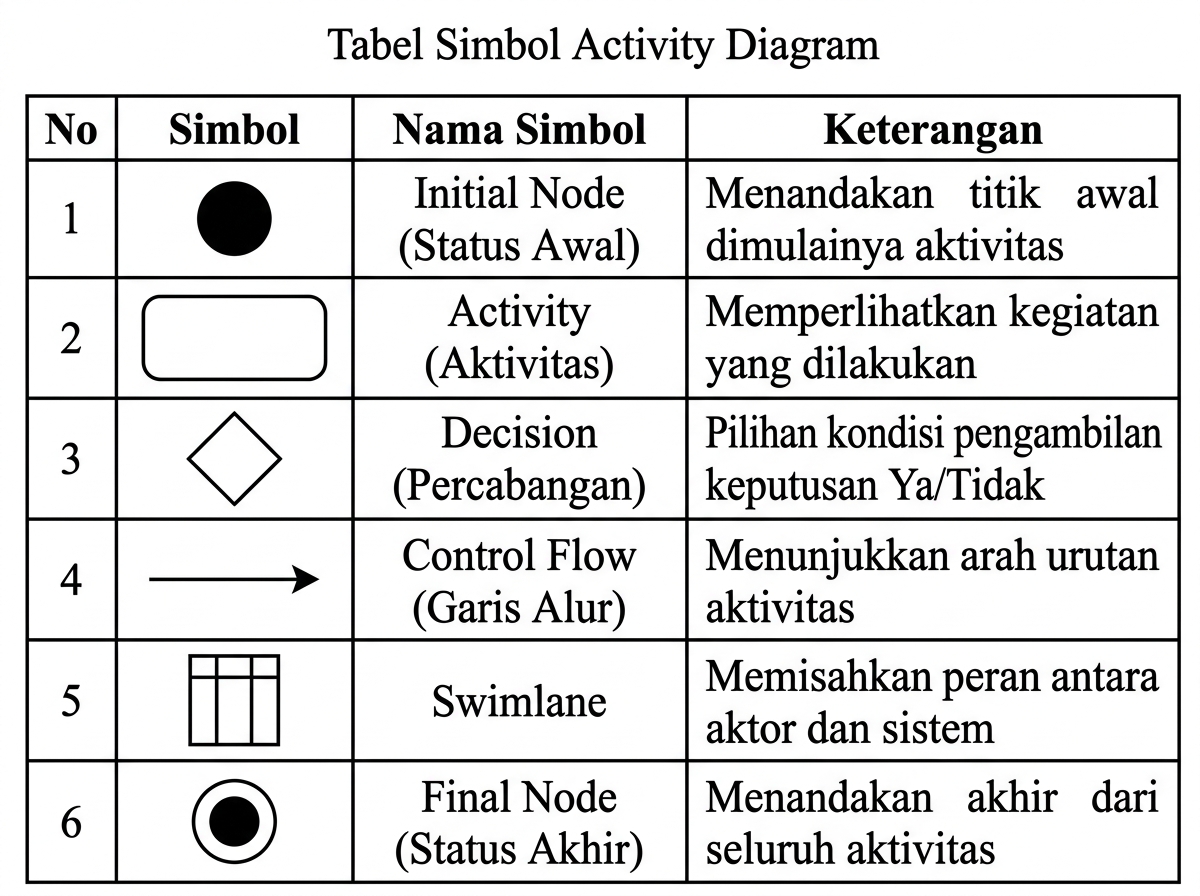 Tabel Simbol Activity Diagram
No Simbol Nama Simbol Keterangan
1 Initial Node Menandakan titik awal
(Status Awal) dimulainya aktivitas
2 Activity Memperlihatkan kegiatan
(Aktivitas) yang dilakukan
3 Decision Pilihan kondisi pengambilan
(Percabangan) keputusan Ya/Tidak
4 Control Flow Menunjukkan arah urutan
(Garis Alur) aktivitas
5 Swimlane Memisahkan peran antara
aktor dan sistem
6 Final Node Menandakan akhir dari
(Status Akhir) seluruh aktivitas